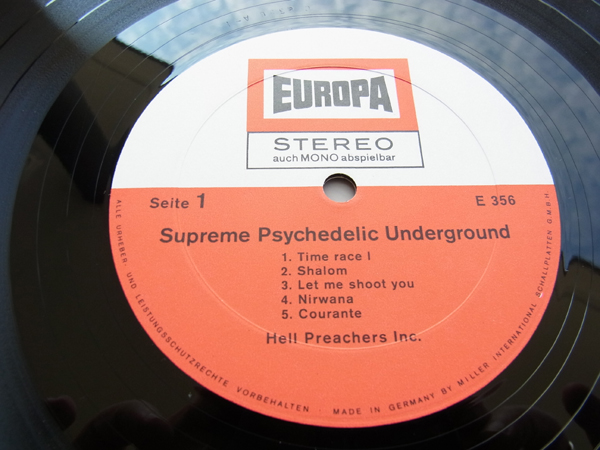 EUROPA
STEREO
auch MONO abspielbar
Seite 1
E 356
Supreme Psychedelic Underground
1. Time race I
2. Shalom
3. Let me shoot you
4. Nirwana
5. Courante
Hell Preachers Inc.
ALLE URHEBER- UND LEISTUNGSSCHUTZRECHTE VORBEHALTEN · MADE IN GERMANY BY MILLER INTERNATIONAL SCHALLPLATTEN G.M.B.H.